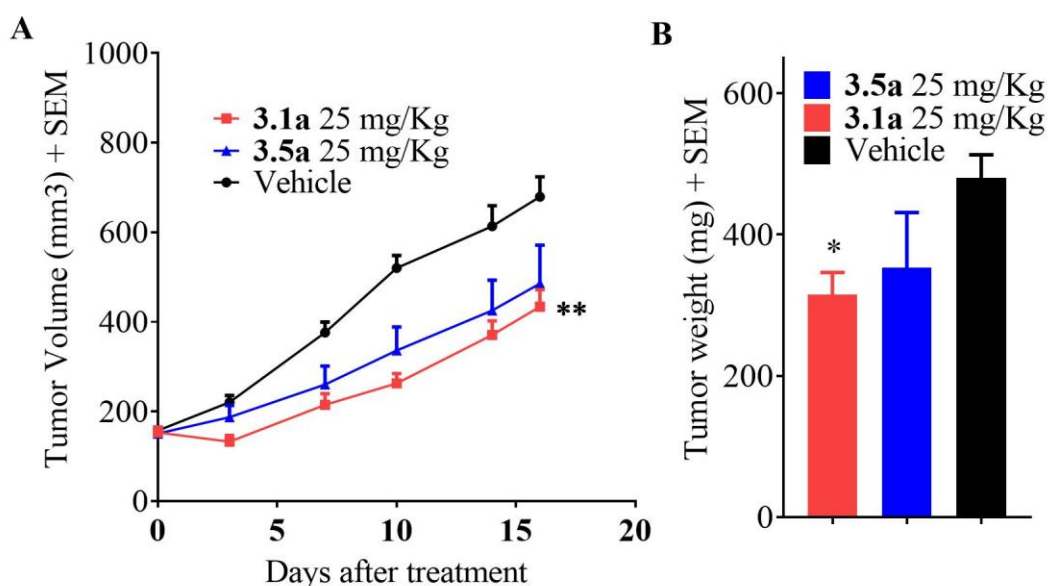 A
Tumor Volume (mm3) + SEM
1000
800
600
400
200
0
3.1a 25 mg/Kg
3.5a 25 mg/Kg
Vehicle
**
0 5 10 15 20
Days after treatment
B
Tumor weight (mg) + SEM
600
400
200
0
3.5a 25 mg/Kg
3.1a 25 mg/Kg
Vehicle
*